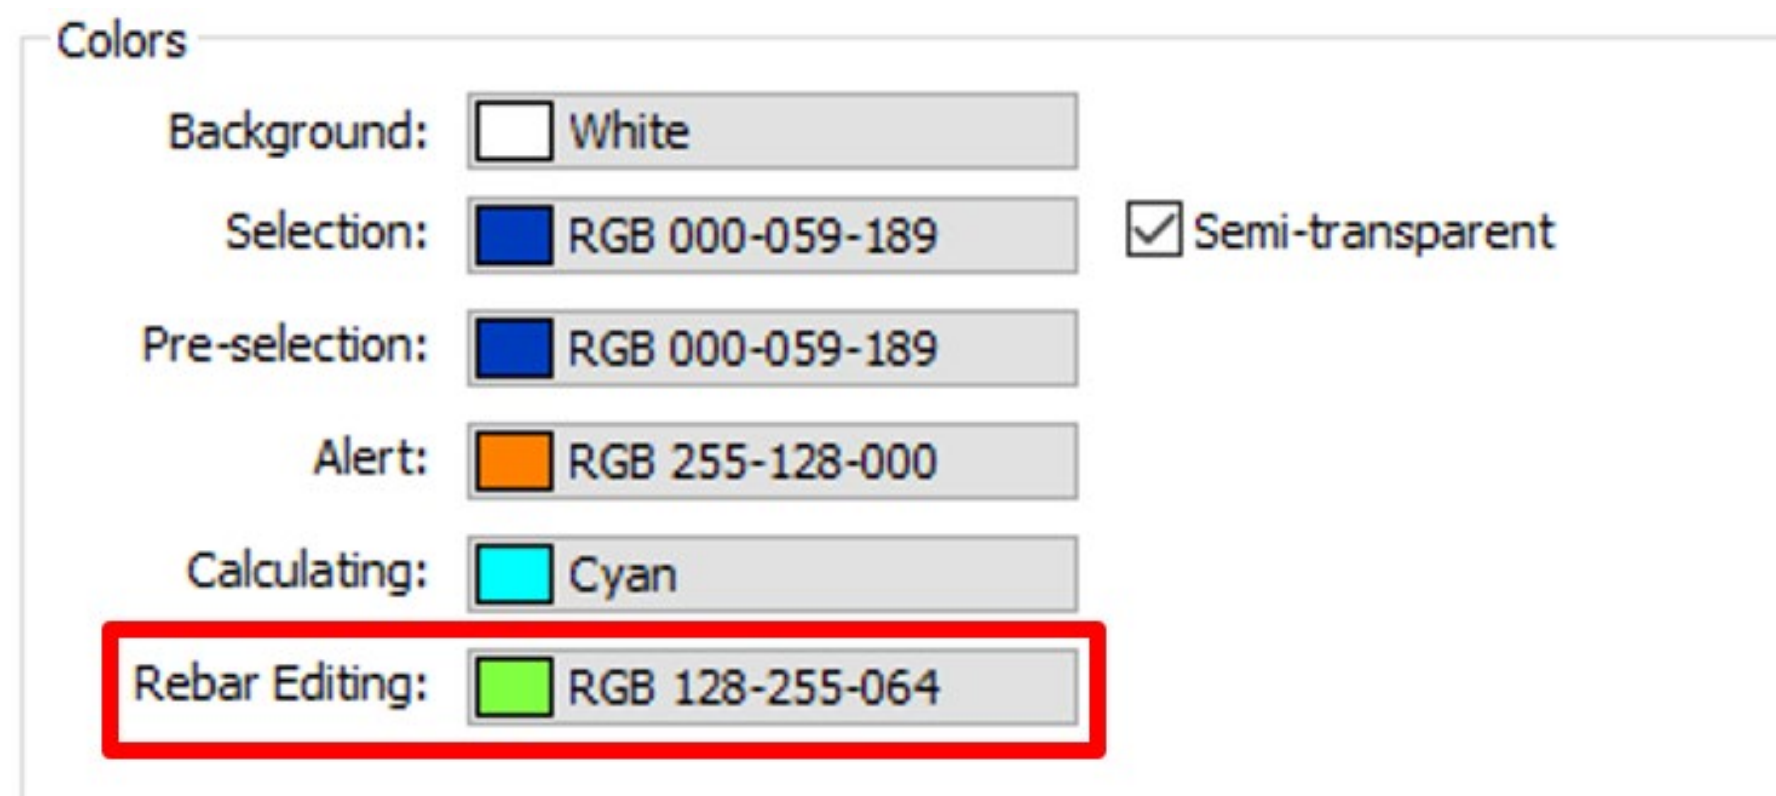 Colors
Background: White
Selection: RGB 000-059-189 Semi-transparent
Pre-selection: RGB 000-059-189
Alert: RGB 255-128-000
Calculating: Cyan
Rebar Editing: RGB 128-255-064